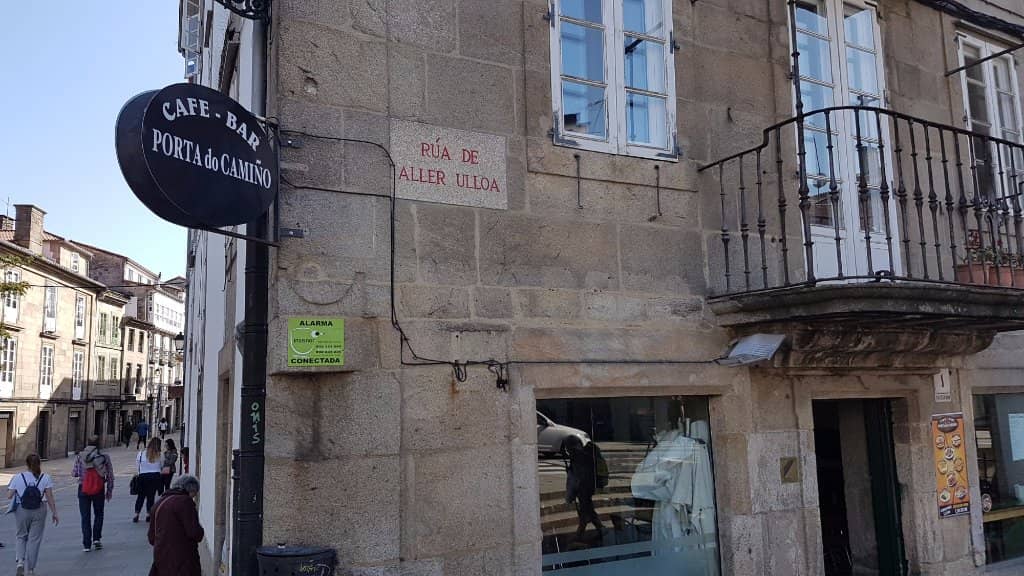 CAFE - BAR
PORTA do CAMIÑO
RÚA DE
ALLER ULLOA
ALARMA
CONECTADA